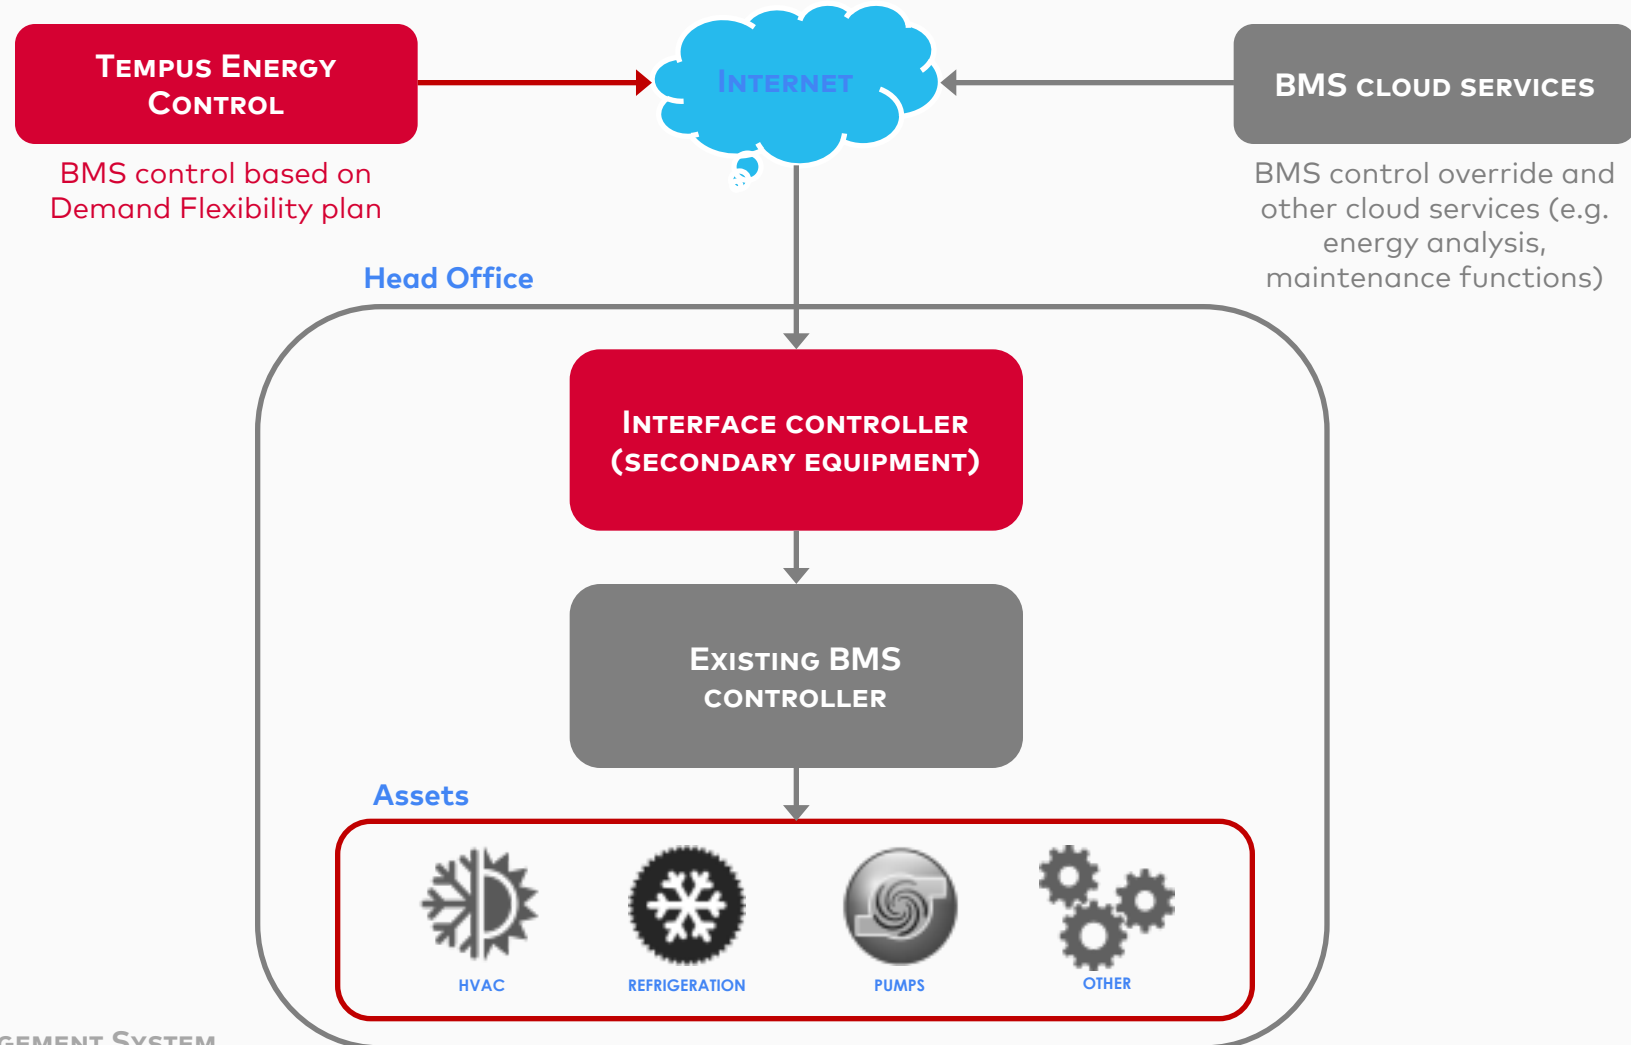 Tempus Energy
Control
Internet
BMS cloud services
BMS control based on
Demand Flexibility plan
BMS control override and
other cloud services (e.g.
energy analysis,
maintenance functions)
Head Office
Interface controller
(secondary equipment)
Existing BMS
controller
Assets
HVAC
REFRIGERATION
PUMPS
OTHER
System